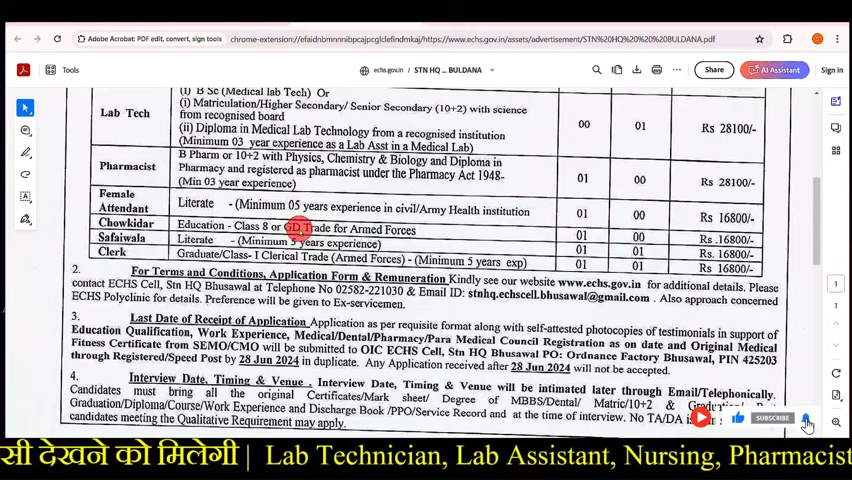 Adobe Acrobat: PDF edit, convert, sign tools
chrome-extension://efaidnbmnnnibpcajpcglclefindmkaj/https://www.echs.gov.in/assets/advertisement/STN%20HQ%20%20%20BULDANA.pdf
Tools
echs.gov.in / STN HQ ... BULDANA
Share
AI Assistant
Sign in
Lab Tech
(i) B Sc (Medical lab Tech) Or
(i) Matriculation/Higher Secondary/ Senior Secondary (10+2) with science
from recognised board
(ii) Diploma in Medical Lab Technology from a recognised institution
(Minimum 03 year experience as a Lab Asst in a Medical Lab)
00 01 Rs 28100/-
Pharmacist
B Pharm or 10+2 with Physics, Chemistry & Biology and Diploma in
Pharmacy and registered as pharmacist under the Pharmacy Act 1948-
(Min 03 year experience)
01 00 Rs 28100/-
Female
Attendant
Literate - (Minimum 05 years experience in civil/Army Health institution
01 00 Rs 16800/-
Chowkidar Education - Class 8 or GD Trade for Armed Forces 01 00 Rs .16800/-
Safaiwala Literate - (Minimum 5 years experience) 01 01 Rs 16800/-
Clerk Graduate/Class- I Clerical Trade (Armed Forces) - (Minimum 5 years exp) 01 01 Rs 16800/-
2. For Terms and Conditions, Application Form & Remuneration Kindly see our website www.echs.gov.in for additional details. Please
contact ECHS Cell, Stn HQ Bhusawal at Telephone No 02582-221030 & Email ID: stnhq.echscell.bhusawal@gmail.com. Also approach concerned
ECHS Polyclinic for details. Preference will be given to Ex-servicemen.
3. Last Date of Receipt of Application Application as per requisite format along with self-attested photocopies of testimonials in support of
Education Qualification, Work Experience, Medical/Dental/Pharmacy/Para Medical Council Registration as on date and Original Medical
Fitness Certificate from SEMO/CMO will be submitted to OIC ECHS Cell, Stn HQ Bhusawal PO: Ordnance Factory Bhusawal, PIN 425203
through Registered/Speed Post by 28 Jun 2024 in duplicate. Any Application received after 28 Jun 2024 will not be accepted.
4. Interview Date, Timing & Venue. Interview Date, Timing & Venue will be intimated later through Email/Telephonically.
Candidates must bring all the original Certificates/Mark sheet/ Degree of MBBS/Dental/ Matric/10+2 &
Graduation/Diploma/Course/Work Experience and Discharge Book /PPO/Service Record and at the time of interview. No TA/DA is
candidates meeting the Qualitative Requirement may apply.
SUBSCRIBE
1
1
सी देखने को मिलेगी | Lab Technician, Lab Assistant, Nursing, Pharmacist